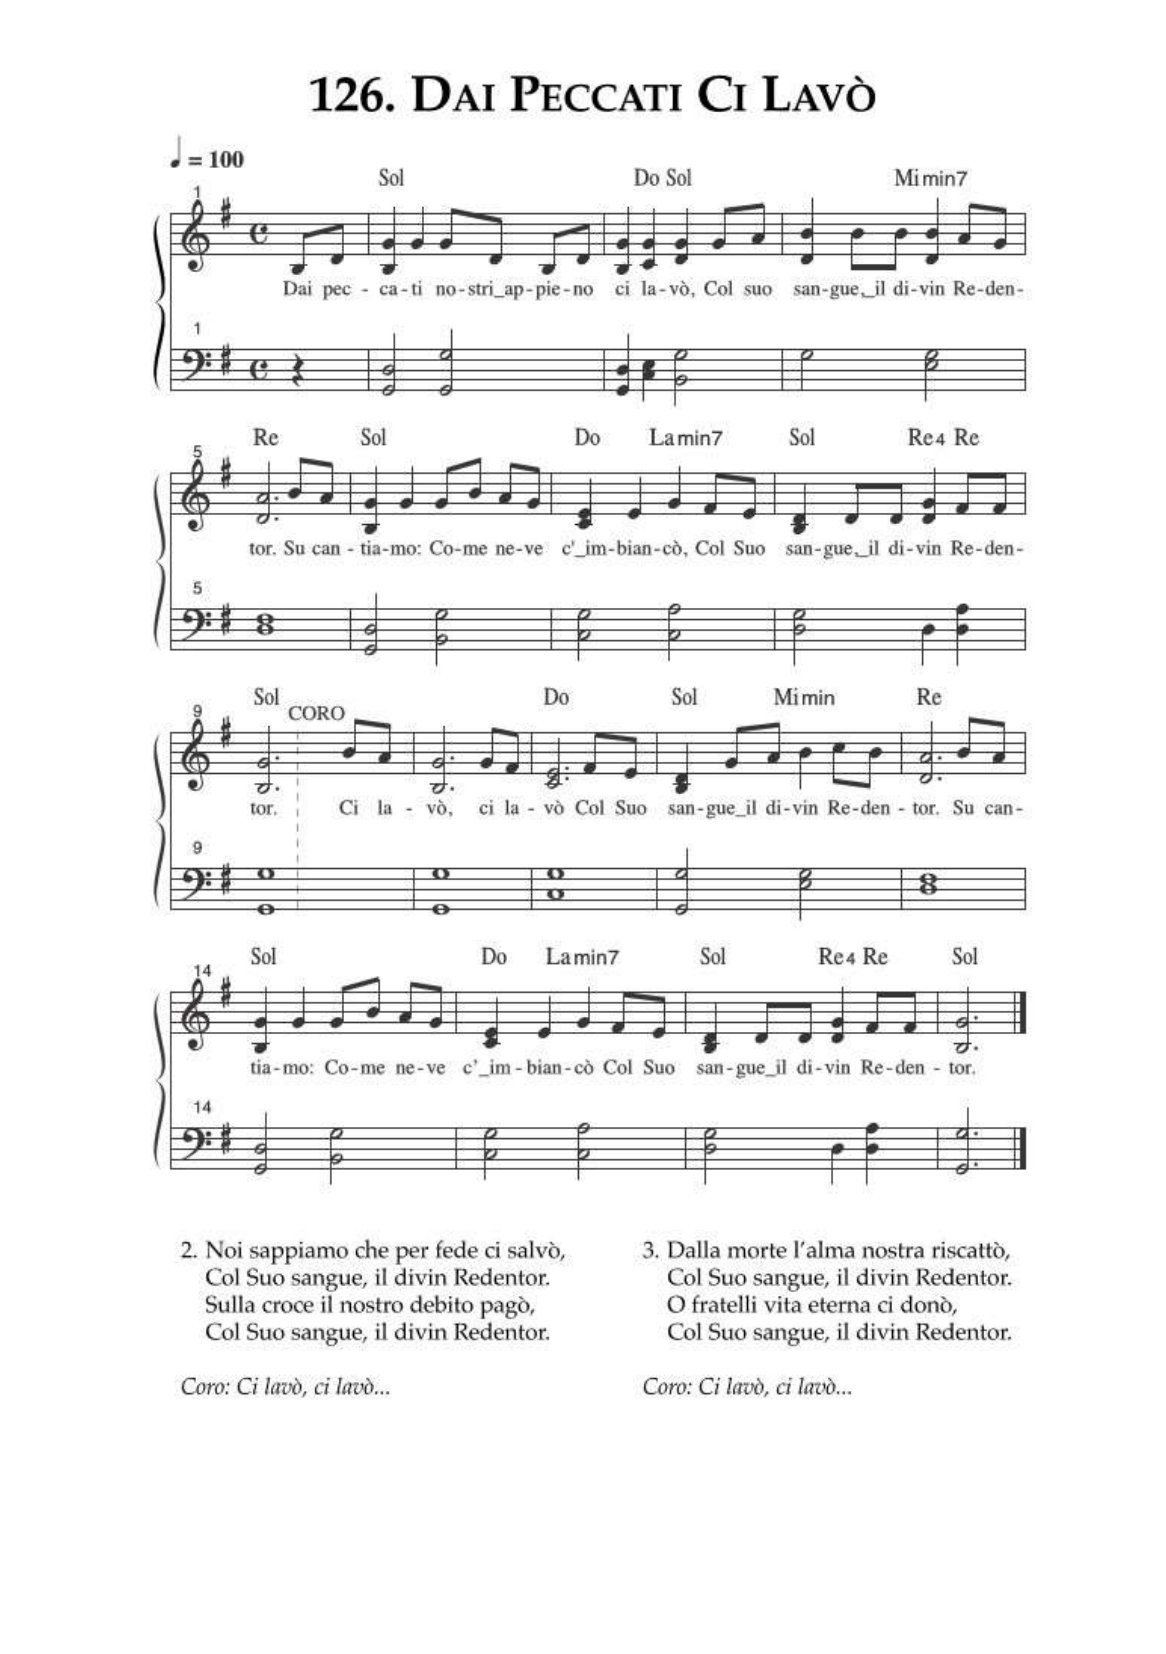 126. DAI PECCATI CI LAVÒ
= 100
Sol Do Sol Mimin7
1
Dai pec - ca-ti no-stri_ap-pie-no ci la-vò, Col suo san-gue,_il di-vin Re-den-
1
Re Sol Do Lamin7 Sol Re4 Re
5
tor. Su can - tia-mo: Co-me ne-ve c'_im-bian-cò, Col Suo san-gue,_il di-vin Re-den-
5
Sol Do Sol Mimin Re
9 CORO
tor. Ci la - vò, ci la - vò Col Suo san-gue_il di-vin Re-den - tor. Su can-
9
Sol Do Lamin7 Sol Re4 Re Sol
14
tia-mo: Co-me ne-ve c'_im-bian-cò Col Suo san-gue_il di-vin Re-den - tor.
14
2. Noi sappiamo che per fede ci salvò,
Col Suo sangue, il divin Redentor.
Sulla croce il nostro debito pagò,
Col Suo sangue, il divin Redentor.
Coro: Ci lavò, ci lavò...
3. Dalla morte l'alma nostra riscattò,
Col Suo sangue, il divin Redentor.
O fratelli vita eterna ci donò,
Col Suo sangue, il divin Redentor.
Coro: Ci lavò, ci lavò...